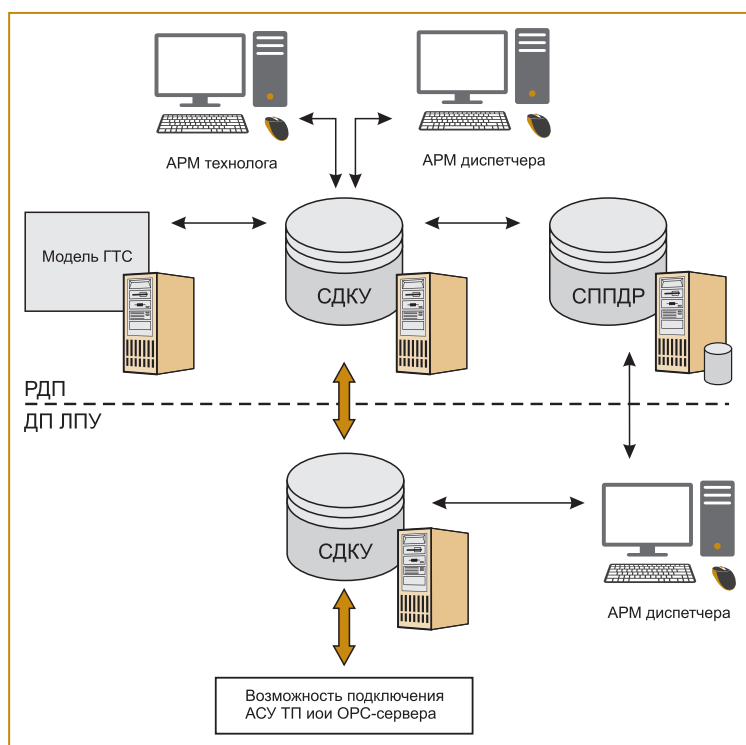 АРМ технолога
АРМ диспетчера
Модель ГТС
СДКУ
СППДР
РДП
ДП ЛПУ
СДКУ
АРМ диспетчера
Возможность подключения
АСУ ТП иои ОРС-сервера